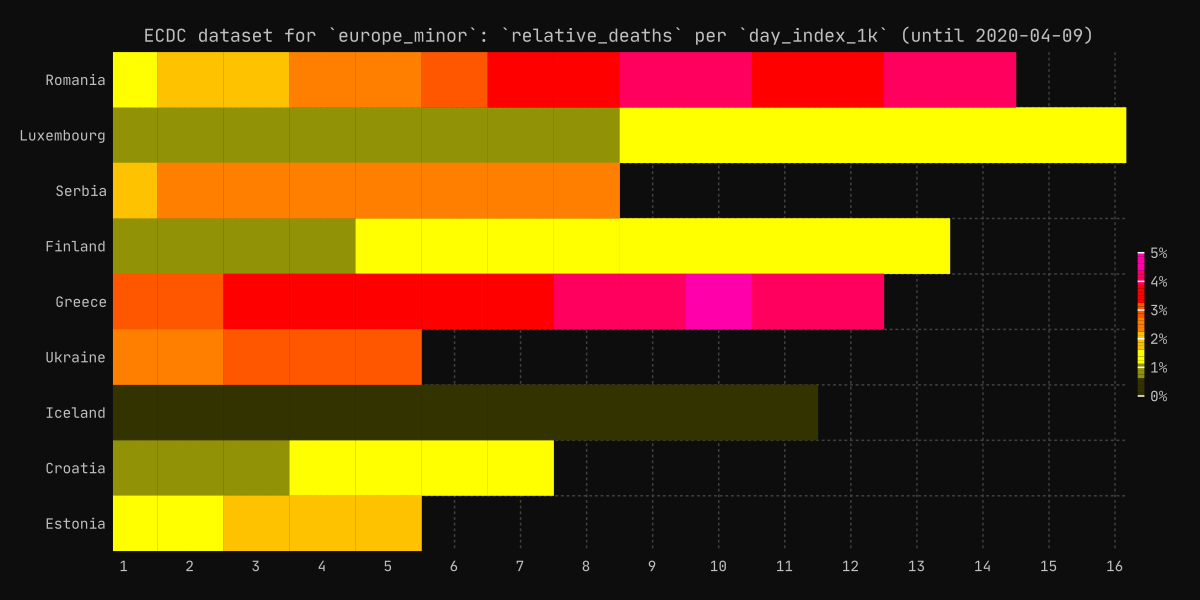 ECDC dataset for `europe_minor`: `relative_deaths` per `day_index_1k` (until 2020-04-09)
Romania
Luxembourg
Serbia
Finland
Greece
Ukraine
Iceland
Croatia
Estonia
5%
4%
3%
2%
1%
0%
1 2 3 4 5 6 7 8 9 10 11 12 13 14 15 16